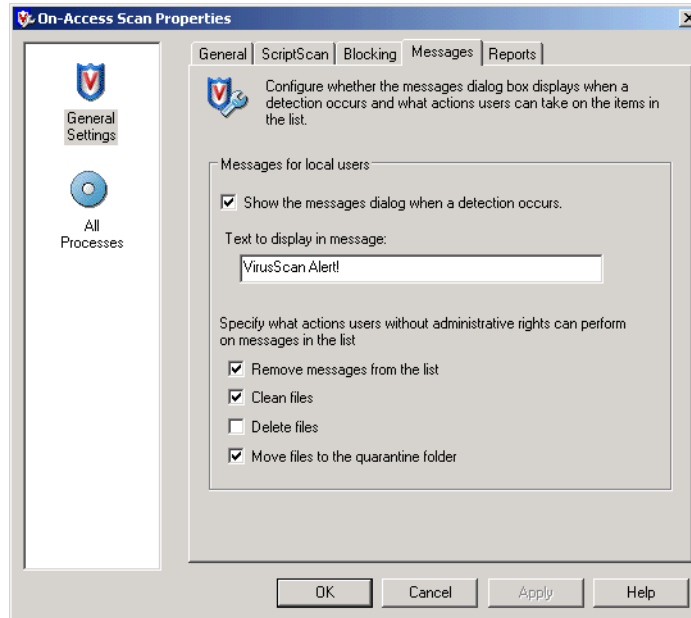 On-Access Scan Properties
General
Settings
All
Processes
General
ScriptScan
Blocking
Messages
Reports
Configure whether the messages dialog box displays when a
detection occurs and what actions users can take on the items in
the list.
Messages for local users
Show the messages dialog when a detection occurs.
Text to display in message:
VirusScan Alert!
Specify what actions users without administrative rights can perform
on messages in the list
Remove messages from the list
Clean files
Delete files
Move files to the quarantine folder
OK
Cancel
Apply
Help